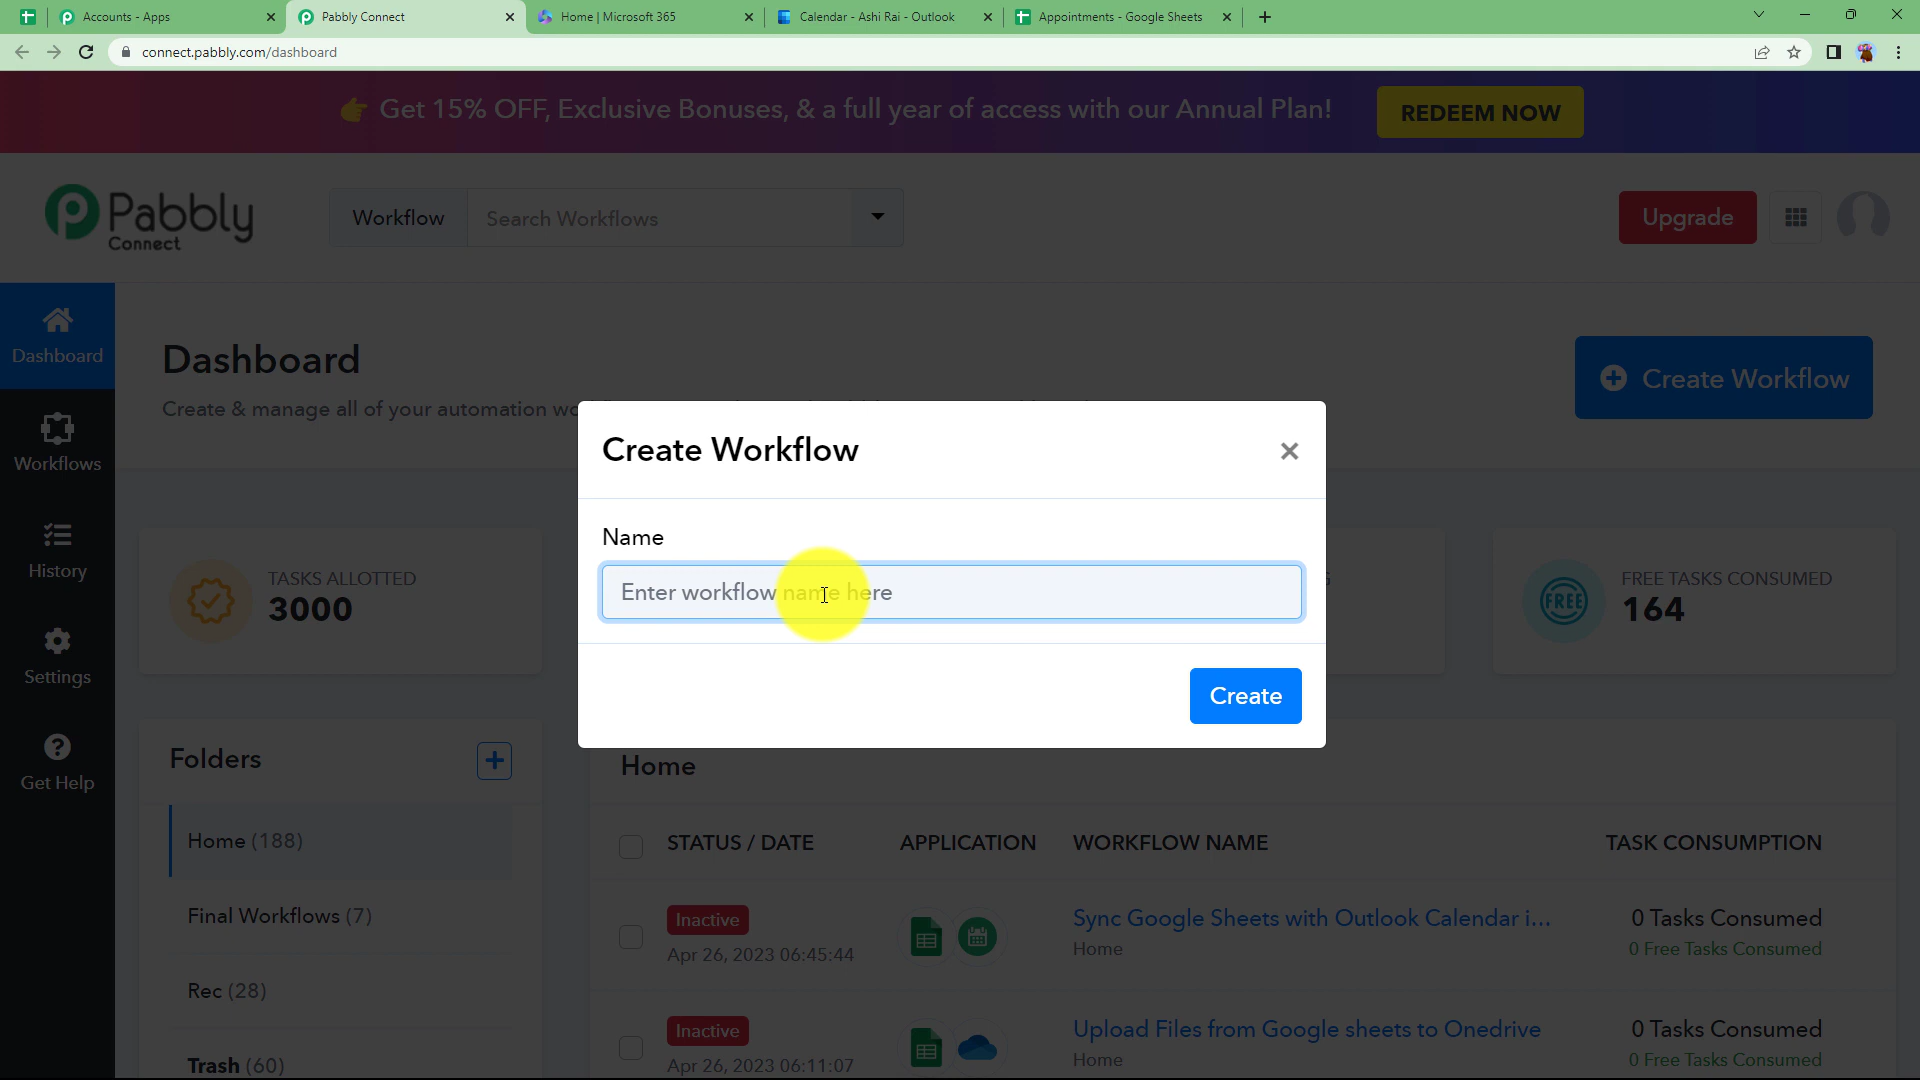 Accounts - Apps
Pabbly Connect
Home | Microsoft 365
Calendar - Ashi Rai - Outlook
Appointments - Google Sheets
connect.pabbly.com/dashboard
Get 15% OFF, Exclusive Bonuses, & a full year of access with our Annual Plan!
REDEEM NOW
Pabbly
Connect
Workflow
Search Workflows
Upgrade
Dashboard
Workflows
History
Settings
Get Help
Dashboard
Create & manage all of your automation
Create Workflow
Create Workflow
Name
Enter workflow name here
Create
TASKS ALLOTTED
3000
FREE
FREE TASKS CONSUMED
164
Folders
Home (188)
Final Workflows (7)
Rec (28)
Trash (60)
Home
STATUS / DATE
APPLICATION
WORKFLOW NAME
TASK CONSUMPTION
Inactive
Apr 26, 2023 06:45:44
Sync Google Sheets with Outlook Calendar i...
Home
0 Tasks Consumed
0 Free Tasks Consumed
Inactive
Apr 26, 2023 06:11:07
Upload Files from Google sheets to Onedrive
Home
0 Tasks Consumed
0 Free Tasks Consumed